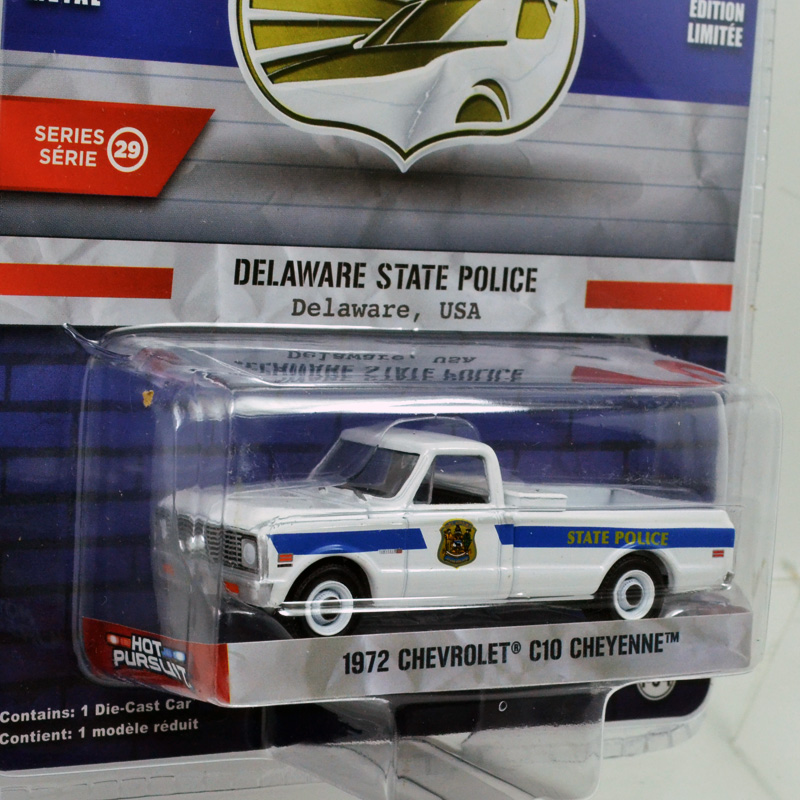 EDITION
LIMITÉE
SERIES
SÉRIE 29
DELAWARE STATE POLICE
Delaware, USA
STATE POLICE
HOT
PURSUIT
1972 CHEVROLET® C10 CHEYENNE™
Contains: 1 Die-Cast Car
Contient: 1 modèle réduit